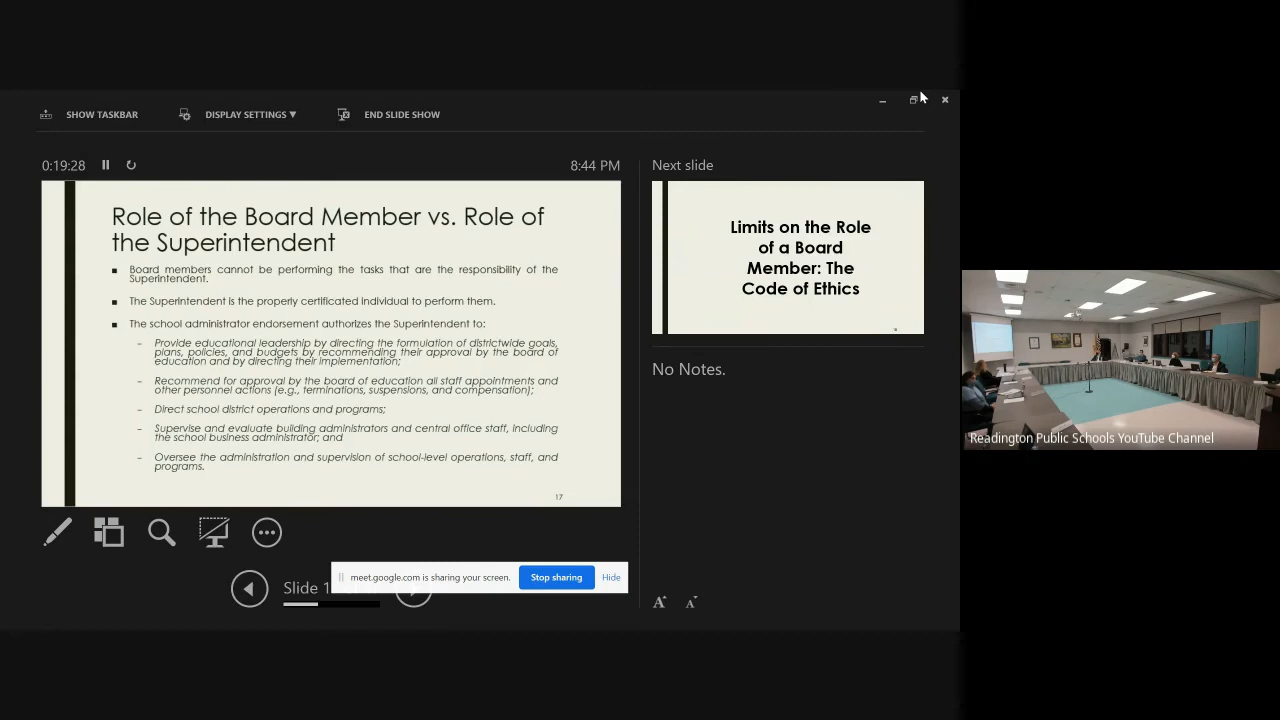 SHOW TASKBAR
DISPLAY SETTINGS ▼
END SLIDE SHOW
0:19:28
8:44 PM
Role of the Board Member vs. Role of
the Superintendent
■ Board members cannot be performing the tasks that are the responsibility of the
Superintendent.
■ The Superintendent is the properly certificated individual to perform them.
■ The school administrator endorsement authorizes the Superintendent to:
– Provide educational leadership by directing the formulation of districtwide goals,
plans, policies, and budgets by recommending their approval by the board of
education and by directing their implementation;
– Recommend for approval by the board of education all staff appointments and
other personnel actions (e.g., terminations, suspensions, and compensation);
– Direct school district operations and programs;
– Supervise and evaluate building administrators and central office staff, including
the school business administrator; and
– Oversee the administration and supervision of school-level operations, staff, and
programs.
17
Next slide
Limits on the Role
of a Board
Member: The
Code of Ethics
No Notes.
Readington Public Schools YouTube Channel
meet.google.com is sharing your screen.
Stop sharing
Hide
Slide 1
A A